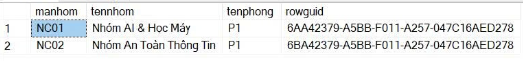 manhom tennhom tenphong rowguid
1 NC01 Nhóm AI & Học Máy P1 6AA42379-A5BB-F011-A257-047C16AED278
2 NC02 Nhóm An Toàn Thông Tin P1 6BA42379-A5BB-F011-A257-047C16AED278